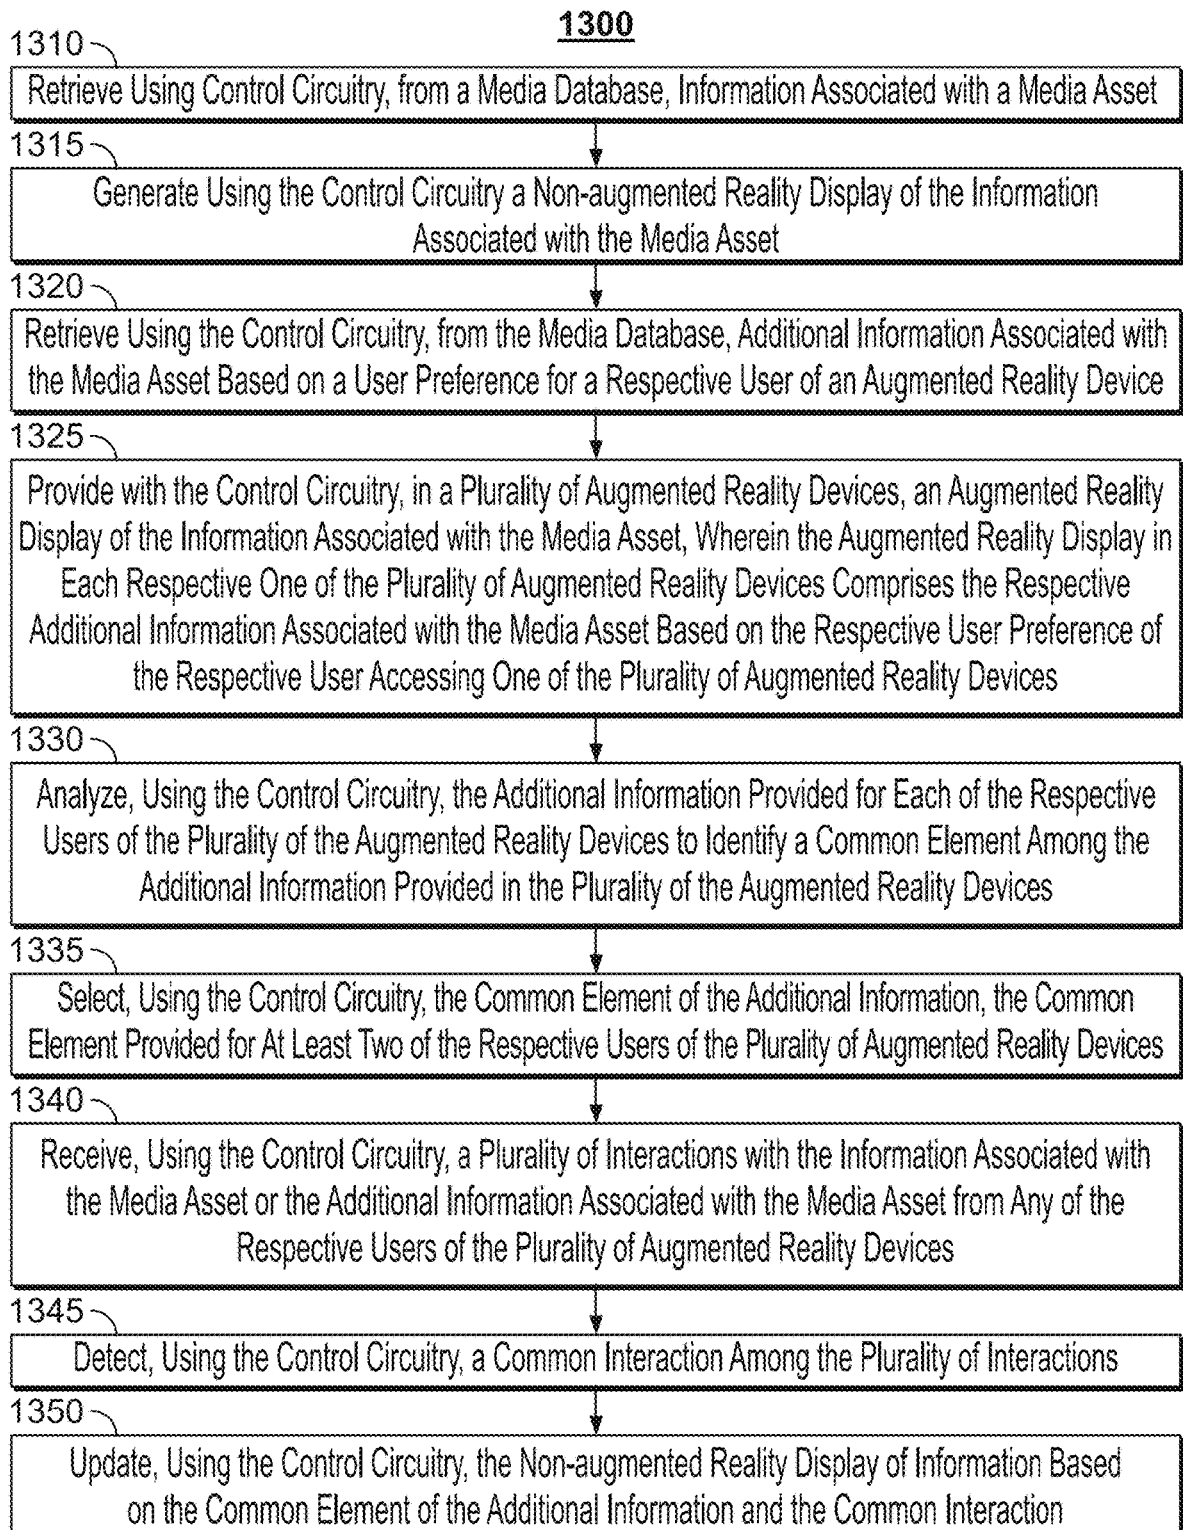 1300
1310
Retrieve Using Control Circuitry, from a Media Database, Information Associated with a Media Asset
1315
Generate Using the Control Circuitry a Non-augmented Reality Display of the Information
Associated with the Media Asset
1320
Retrieve Using the Control Circuitry, from the Media Database, Additional Information Associated with
the Media Asset Based on a User Preference for a Respective User of an Augmented Reality Device
1325
Provide with the Control Circuitry, in a Plurality of Augmented Reality Devices, an Augmented Reality
Display of the Information Associated with the Media Asset, Wherein the Augmented Reality Display in
Each Respective One of the Plurality of Augmented Reality Devices Comprises the Respective
Additional Information Associated with the Media Asset Based on the Respective User Preference of
the Respective User Accessing One of the Plurality of Augmented Reality Devices
1330
Analyze, Using the Control Circuitry, the Additional Information Provided for Each of the Respective
Users of the Plurality of the Augmented Reality Devices to Identify a Common Element Among the
Additional Information Provided in the Plurality of the Augmented Reality Devices
1335
Select, Using the Control Circuitry, the Common Element of the Additional Information, the Common
Element Provided for At Least Two of the Respective Users of the Plurality of Augmented Reality Devices
1340
Receive, Using the Control Circuitry, a Plurality of Interactions with the Information Associated with
the Media Asset or the Additional Information Associated with the Media Asset from Any of the
Respective Users of the Plurality of Augmented Reality Devices
1345
Detect, Using the Control Circuitry, a Common Interaction Among the Plurality of Interactions
1350
Update, Using the Control Circuitry, the Non-augmented Reality Display of Information Based
on the Common Element of the Additional Information and the Common Interaction